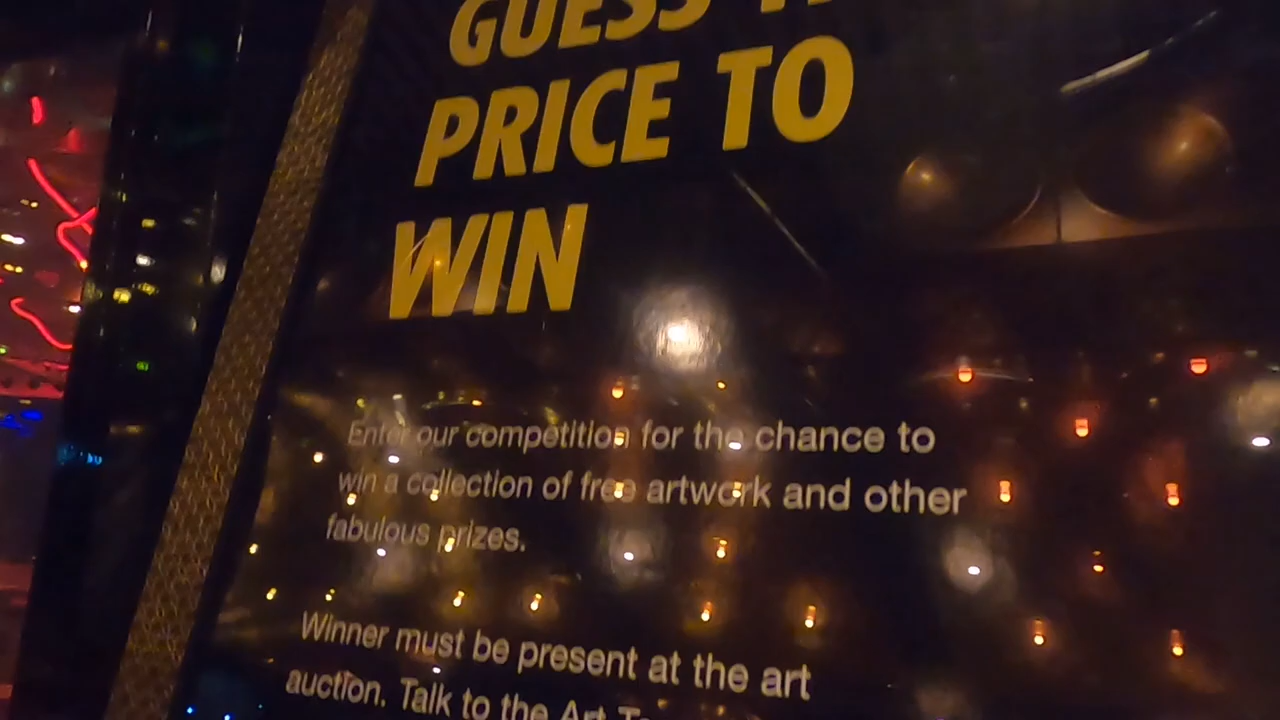 GUESS
PRICE TO
WIN
Enter our competition for the chance to
win a collection of free artwork and other
fabulous prizes.
Winner must be present at the art
auction. Talk to the Art